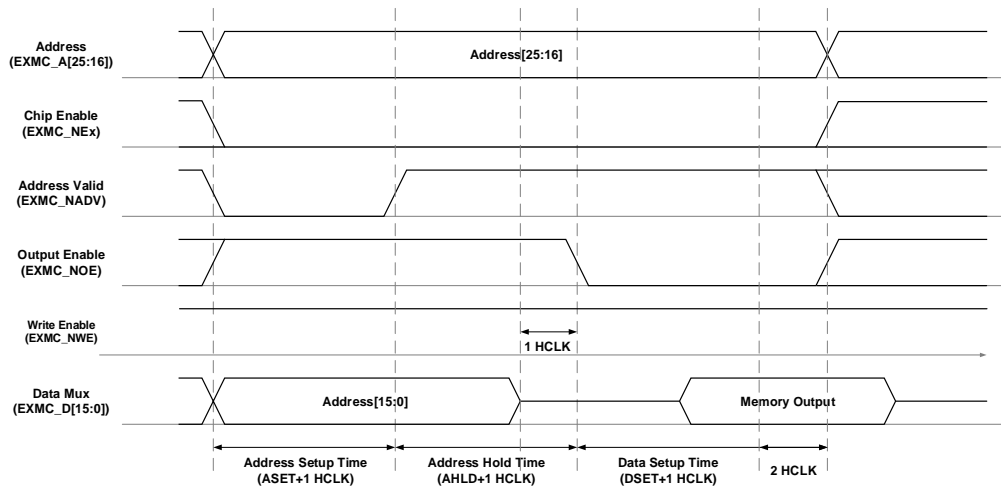 Address
(EXMC_A[25:16])
Address[25:16]
Chip Enable
(EXMC_NEx)
Address Valid
(EXMC_NADV)
Output Enable
(EXMC_NOE)
Write Enable
(EXMC_NWE)
1 HCLK
Data Mux
(EXMC_D[15:0])
Address[15:0]
Memory Output
Address Setup Time
(ASET+1 HCLK)
Address Hold Time
(AHLD+1 HCLK)
Data Setup Time
(DSET+1 HCLK)
2 HCLK